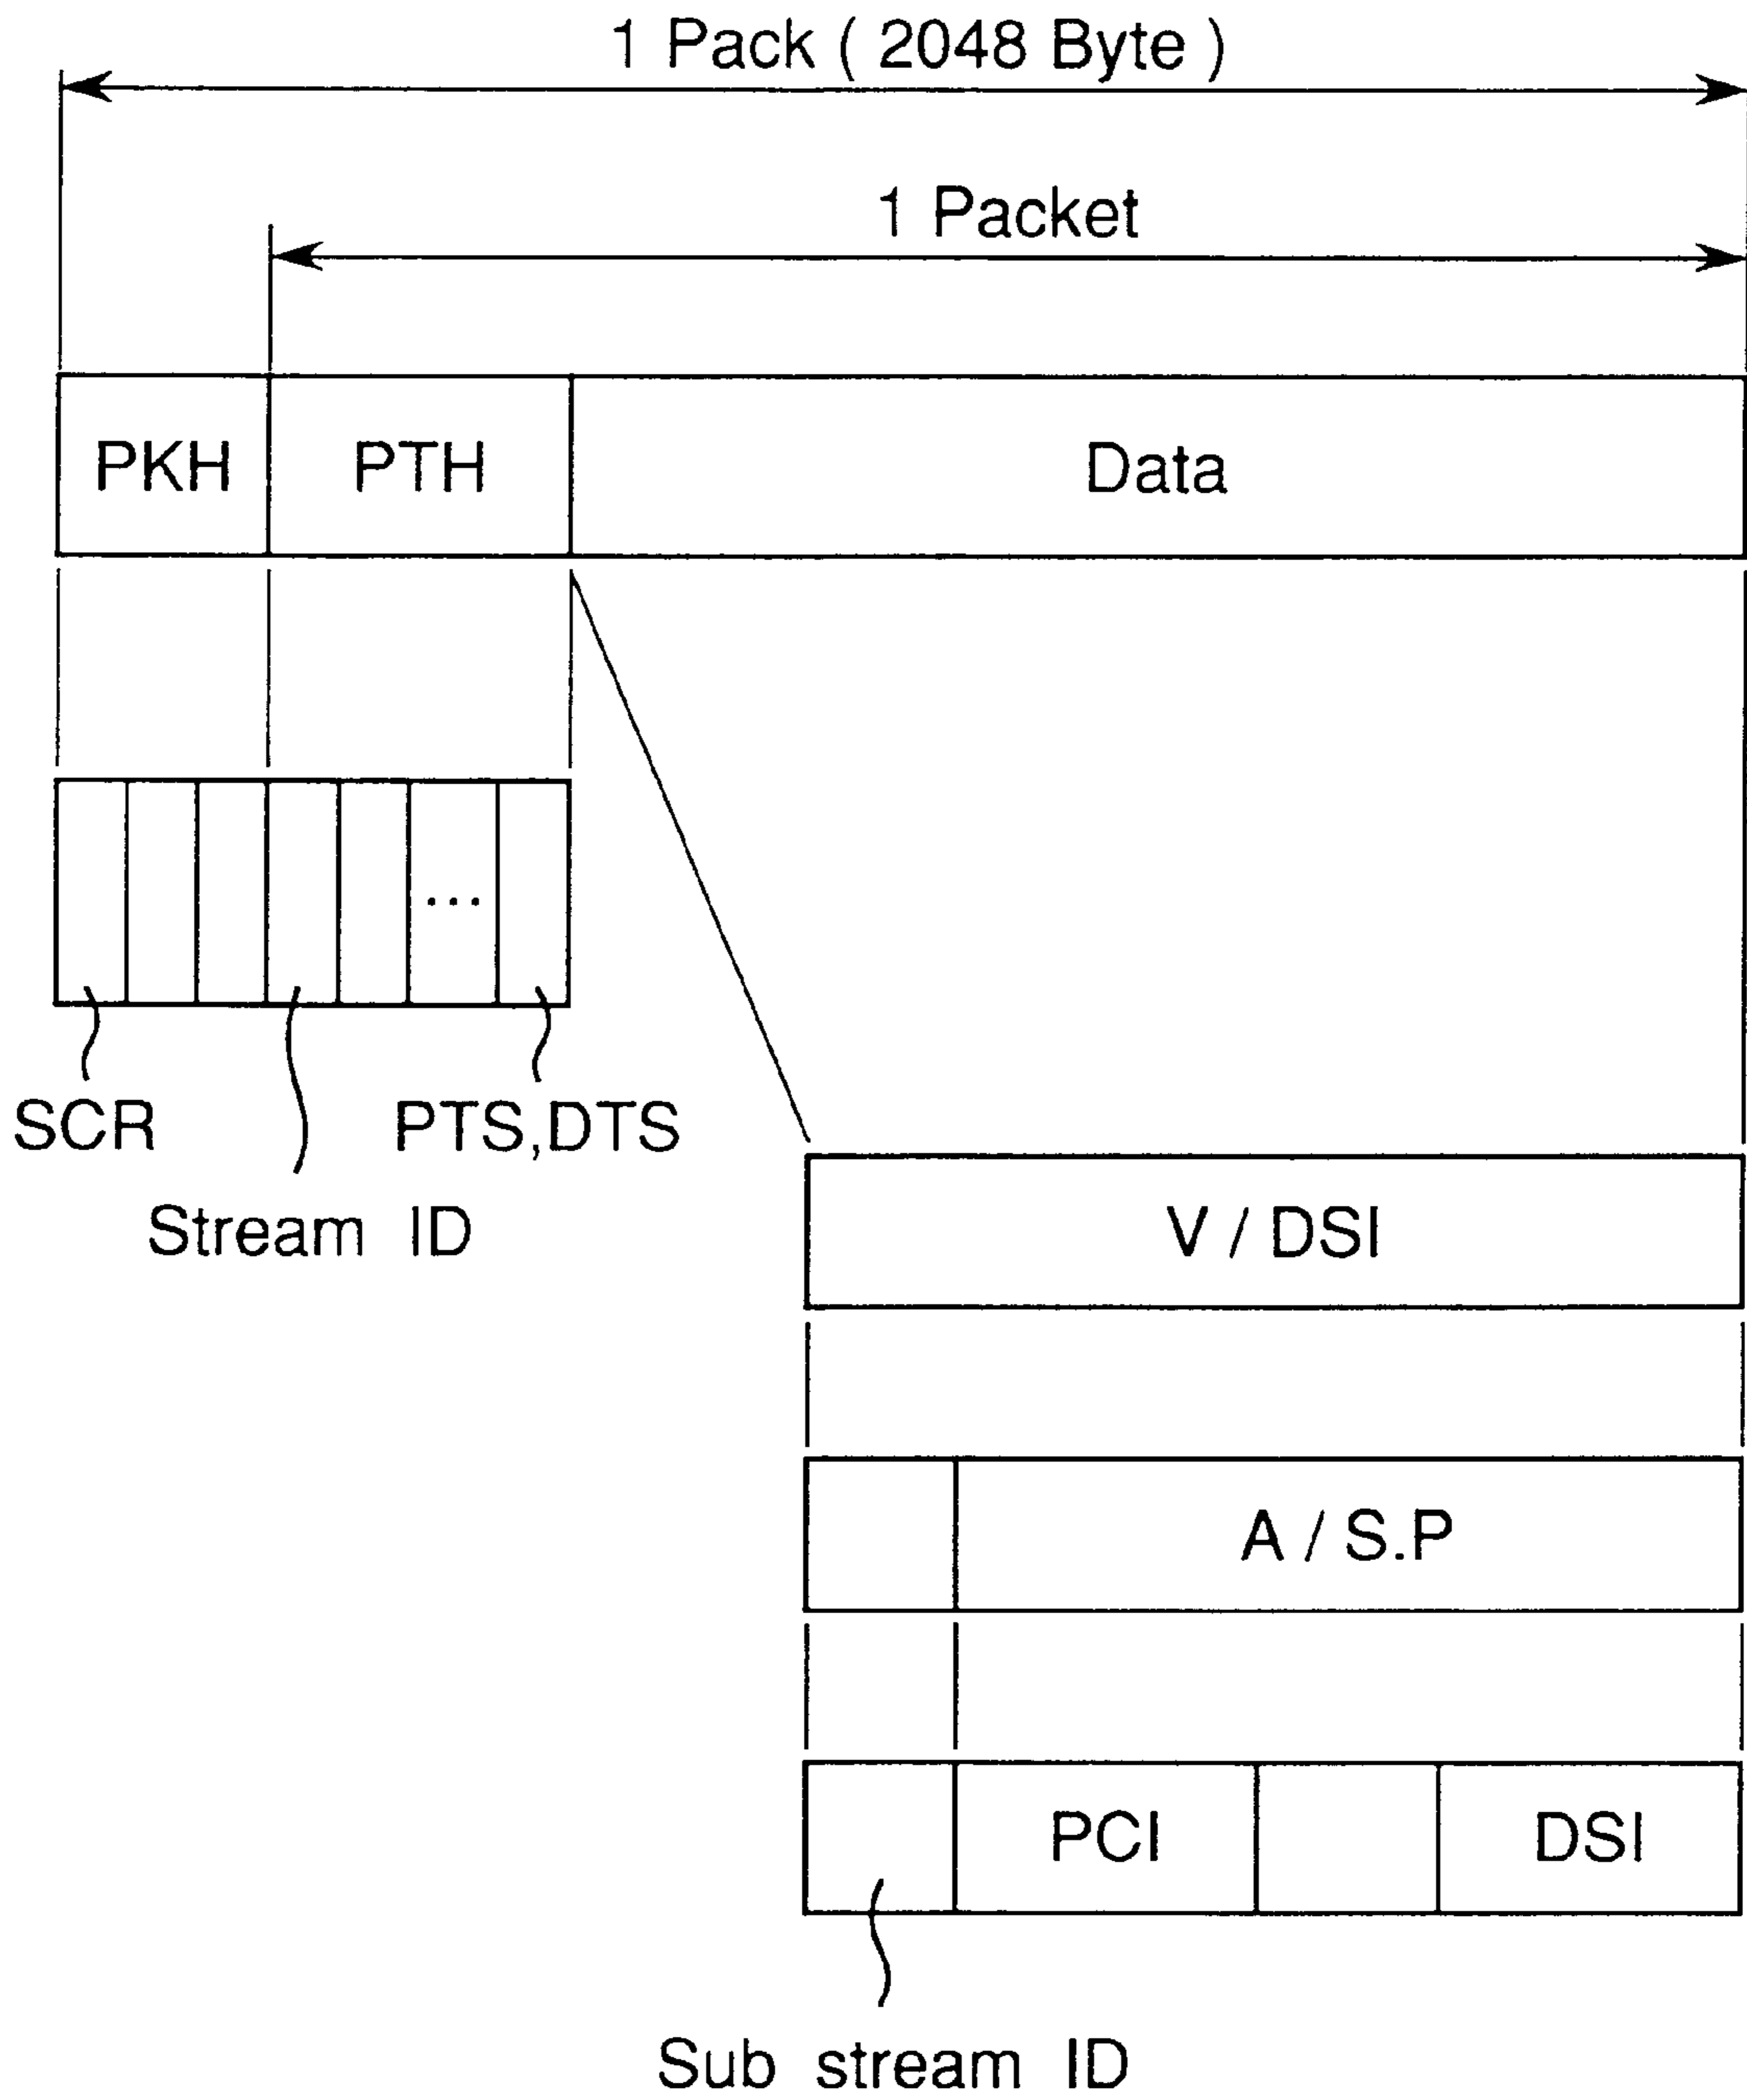 1 Pack ( 2048 Byte )
1 Packet
PKH PTH Data
...
SCR PTS,DTS
Stream ID
V / DSI
A / S.P
PCI DSI
Sub stream ID